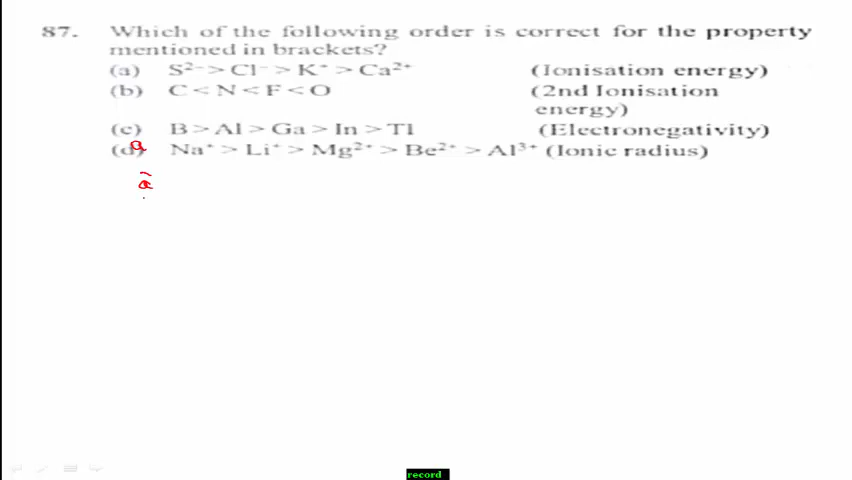 87. Which of the following order is correct for the property
mentioned in brackets?
(a) S²⁻ > Cl⁻ > K⁺ > Ca²⁺ (Ionisation energy)
(b) C < N < F < O (2nd Ionisation
energy)
(c) B > Al > Ga > In > Tl (Electronegativity)
(d) Na⁺ > Li⁺ > Mg²⁺ > Be²⁺ > Al³⁺ (Ionic radius)
record